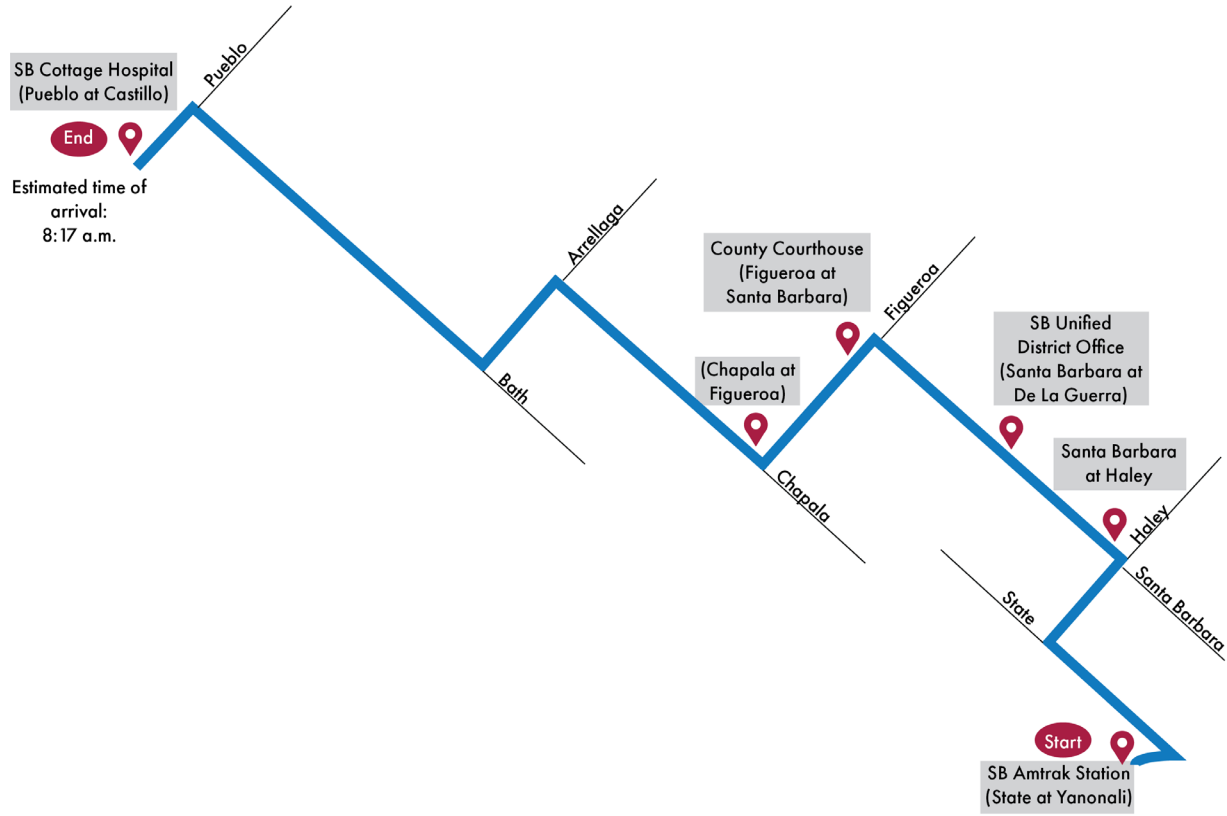 Pueblo
SB Cottage Hospital
(Pueblo at Castillo)
End
Estimated time of
arrival:
8:17 a.m.
Arrellaga
Bath
County Courthouse
(Figueroa at
Santa Barbara)
Figueroa
(Chapala at
Figueroa)
Chapala
SB Unified
District Office
(Santa Barbara at
De La Guerra)
Santa Barbara
at Haley
Haley
Santa Barbara
State
Start
SB Amtrak Station
(State at Yanonali)